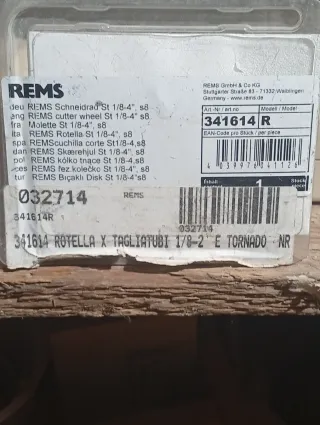 REMS
REMS GmbH & Co KG
Stuttgarter Straße 83 - 71332 Waiblingen
Germany - www.rems.de
deu REMS Schneidrad St 1/8-4", s8
eng REMS cutter wheel St 1/8-4", s8
fra Molette St 1/8-4", s8
ita REMS Rotella St 1/8-4", s8
spa REMScuchilla corte St1/8-4,s8
dan REMS Skærehjul St 1/8-4", s8
pol REMS kółko tnące St 1/8-4", s8
ces REMS řez.kolečko St 1/8-4", s8
tur REMS Bıçaklı Disk St 1/8-4", s8
Art.-Nr / art.no
Modell / Model
341614 R
EAN-Code pro Stück / per piece
4 039976 341126
Inhalt
1
Stück
piece
032714
REMS
341614R
032714
341614 ROTELLA X TAGLIATUBI 1/8-2" E TORNADO NR